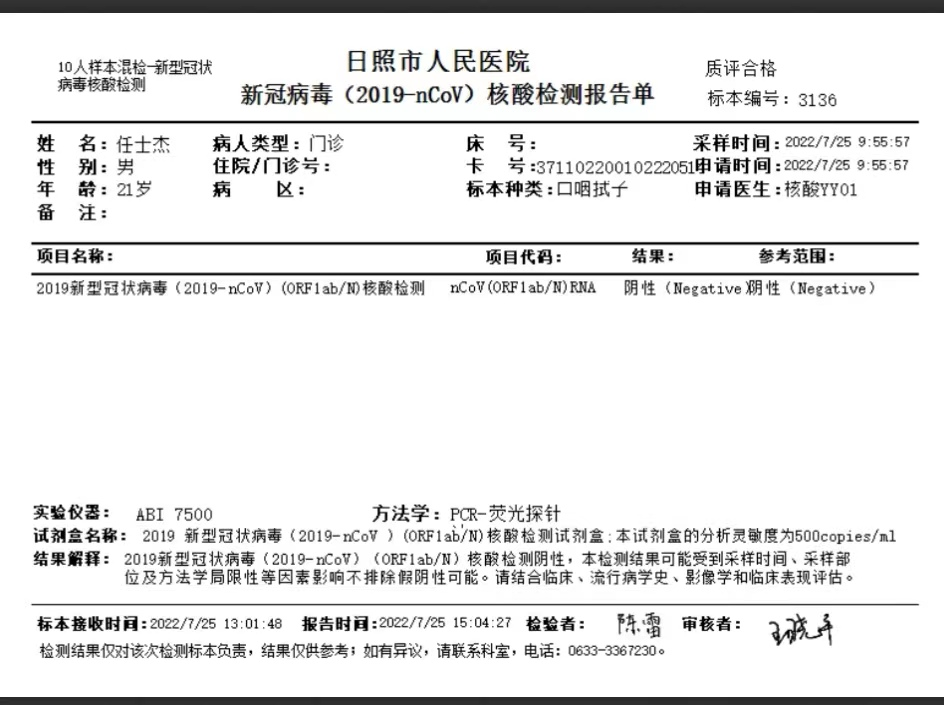 10人样本混检-新型冠状
病毒核酸检测
日照市人民医院
新冠病毒（2019-nCoV）核酸检测报告单
质评合格
标本编号：3136
姓 名：任士杰 病人类型：门诊 床 号： 采样时间：2022/7/25 9:55:57
性 别：男 住院/门诊号： 卡 号：371102200102222051 申请时间：2022/7/25 9:55:57
年 龄：21岁 病 区： 标本种类：口咽拭子 申请医生：核酸YY01
备 注：
项目名称： 项目代码： 结果： 参考范围：
2019新型冠状病毒（2019-nCoV）(ORF1ab/N)核酸检测 nCoV(ORF1ab/N)RNA 阴性（Negative） 阴性（Negative）
实验仪器： ABI 7500 方法学：PCR-荧光探针
试剂盒名称： 2019 新型冠状病毒（2019-nCoV ）(ORF1ab/N)核酸检测试剂盒;本试剂盒的分析灵敏度为500copies/ml
结果解释： 2019新型冠状病毒（2019-nCoV）（ORF1ab/N）核酸检测阴性，本检测结果可能受到采样时间、采样部
位及方法学局限性等因素影响不排除假阴性可能。请结合临床、流行病学史、影像学和临床表现评估。
标本接收时间：2022/7/25 13:01:48 报告时间：2022/7/25 15:04:27 检验者： 陈雷 审核者：
检测结果仅对该次检测标本负责，结果仅供参考；如有异议，请联系科室，电话：0633-3367230。